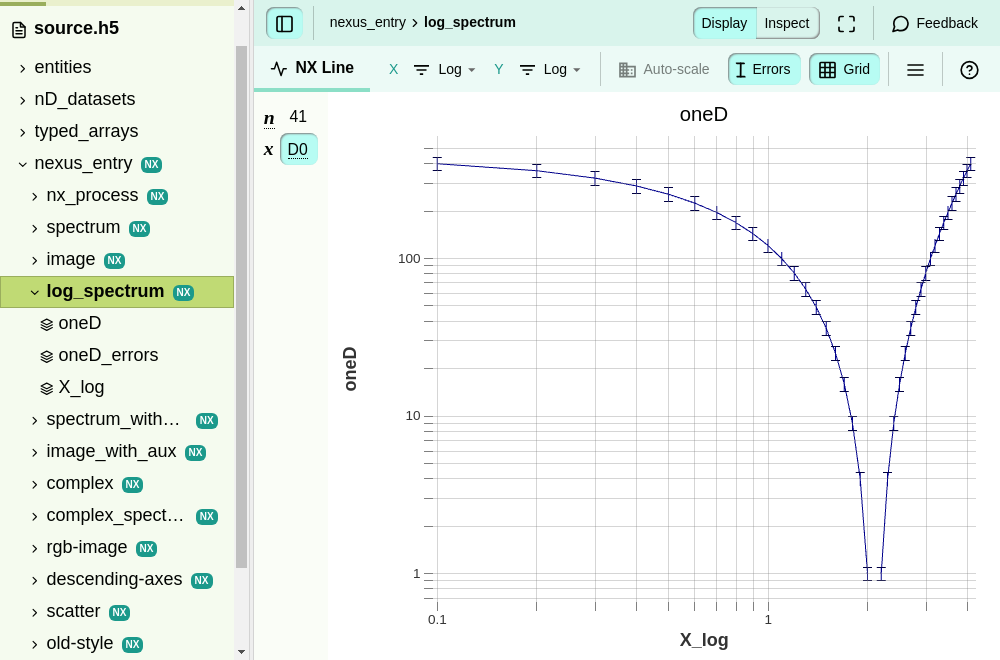 source.h5
entities
nD_datasets
typed_arrays
nexus_entry NX
nx_process NX
spectrum NX
image NX
log_spectrum NX
oneD
oneD_errors
X_log
spectrum_with… NX
image_with_aux NX
complex NX
complex_spect… NX
rgb-image NX
descending-axes NX
scatter NX
old-style NX
nexus_entry › log_spectrum
Display Inspect Feedback
NX Line X Log Y Log Auto-scale Errors Grid
n 41
x D0
oneD
100
10
1
oneD
0.1 1
X_log